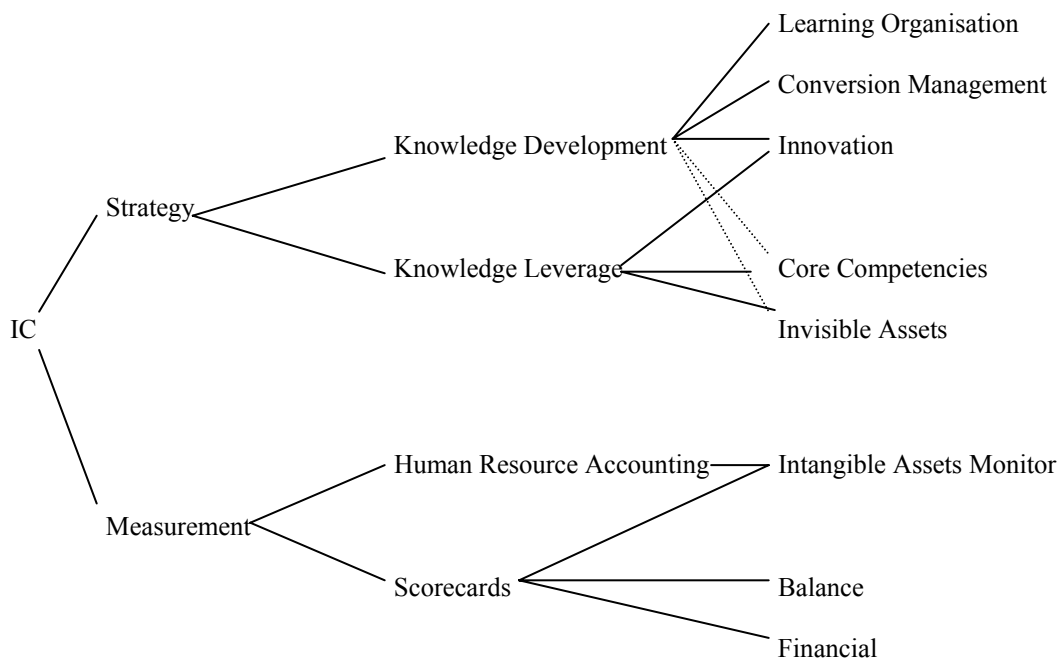 Learning Organisation
Conversion Management
Knowledge Development
Innovation
Strategy
Knowledge Leverage
Core Competencies
IC
Invisible Assets
Human Resource Accounting
Intangible Assets Monitor
Measurement
Scorecards
Balance
Financial